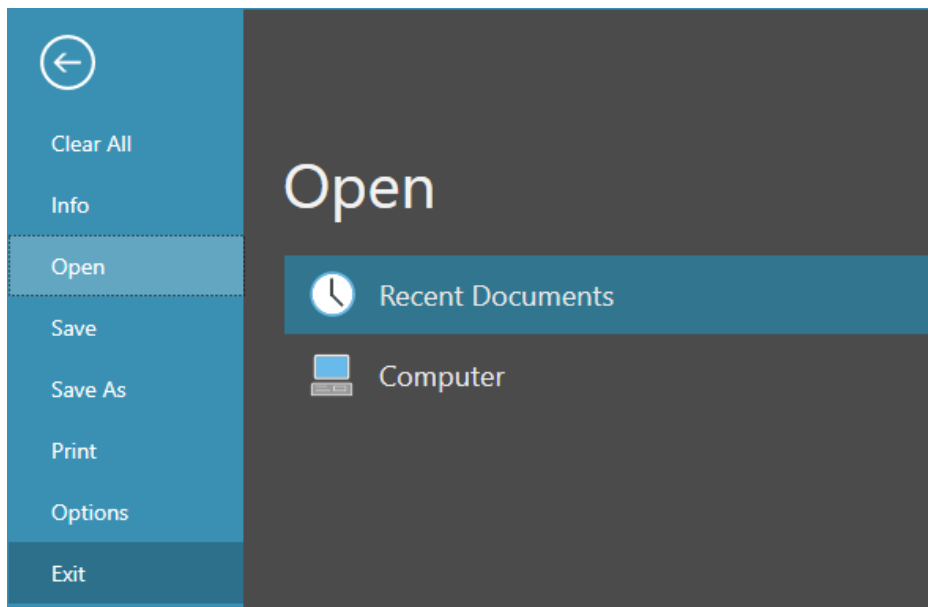 Clear All
Info
Open
Save
Save As
Print
Options
Exit
Open
Recent Documents
Computer